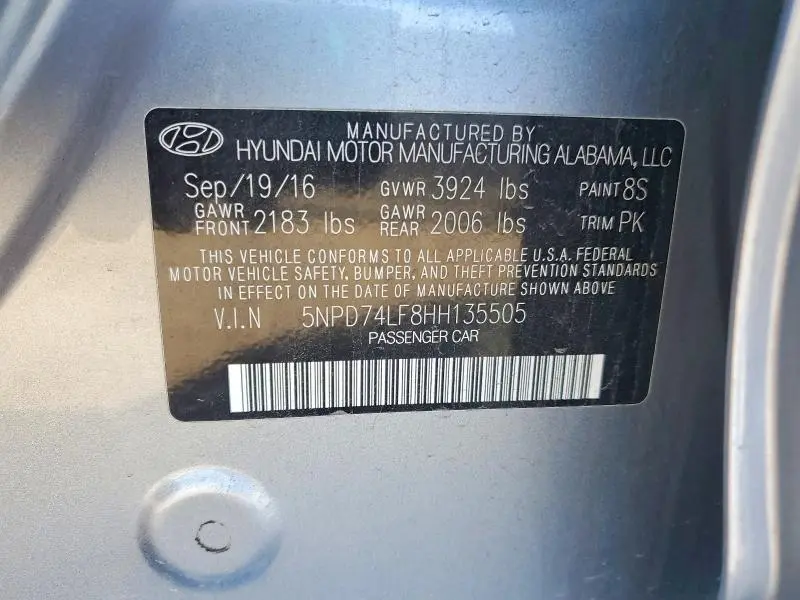 MANUFACTURED BY
HYUNDAI MOTOR MANUFACTURING ALABAMA, LLC
Sep/19/16 GVWR 3924 lbs PAINT 8S
GAWR FRONT 2183 lbs GAWR REAR 2006 lbs TRIM PK
THIS VEHICLE CONFORMS TO ALL APPLICABLE U.S.A. FEDERAL
MOTOR VEHICLE SAFETY, BUMPER, AND THEFT PREVENTION STANDARDS
IN EFFECT ON THE DATE OF MANUFACTURE SHOWN ABOVE
V.I.N 5NPD74LF8HH135505
PASSENGER CAR